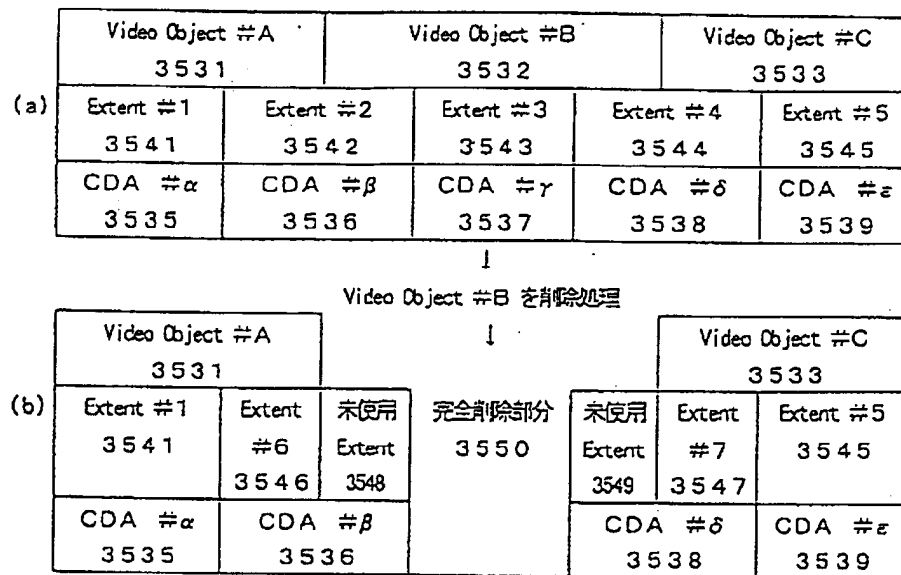 Video Object #A Video Object #B Video Object #C
3531 3532 3533
(a) Extent #1 Extent #2 Extent #3 Extent #4 Extent #5
3541 3542 3543 3544 3545
CDA #α CDA #β CDA #γ CDA #δ CDA #ε
3535 3536 3537 3538 3539
↓
Video Object #B を削除処理
↓
Video Object #A Video Object #C
3531 3533
(b) Extent #1 Extent 未使用 完全削除部分 未使用 Extent Extent #5
3541 #6 Extent 3550 Extent #7 3545
3546 3548 3549 3547
CDA #α CDA #β CDA #δ CDA #ε
3535 3536 3538 3539